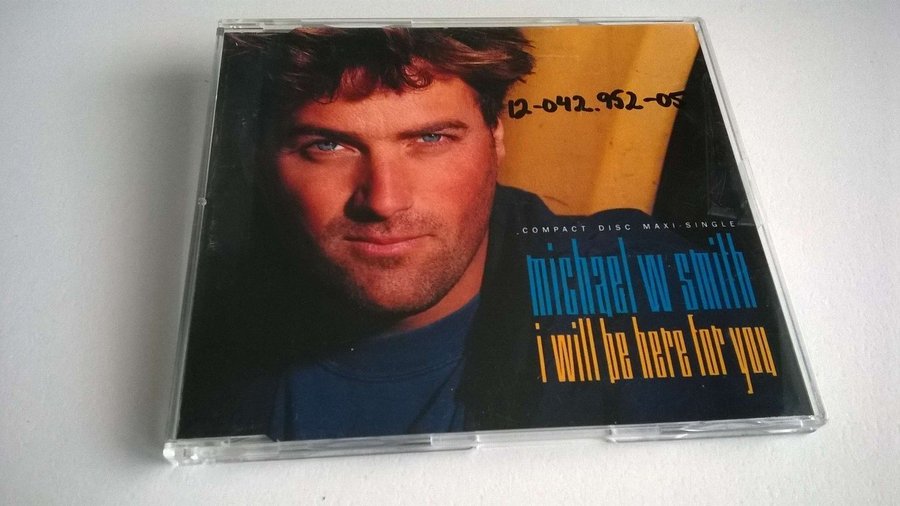 12-042.952-05
COMPACT DISC MAXI-SINGLE
michael w smith
i will be here for you